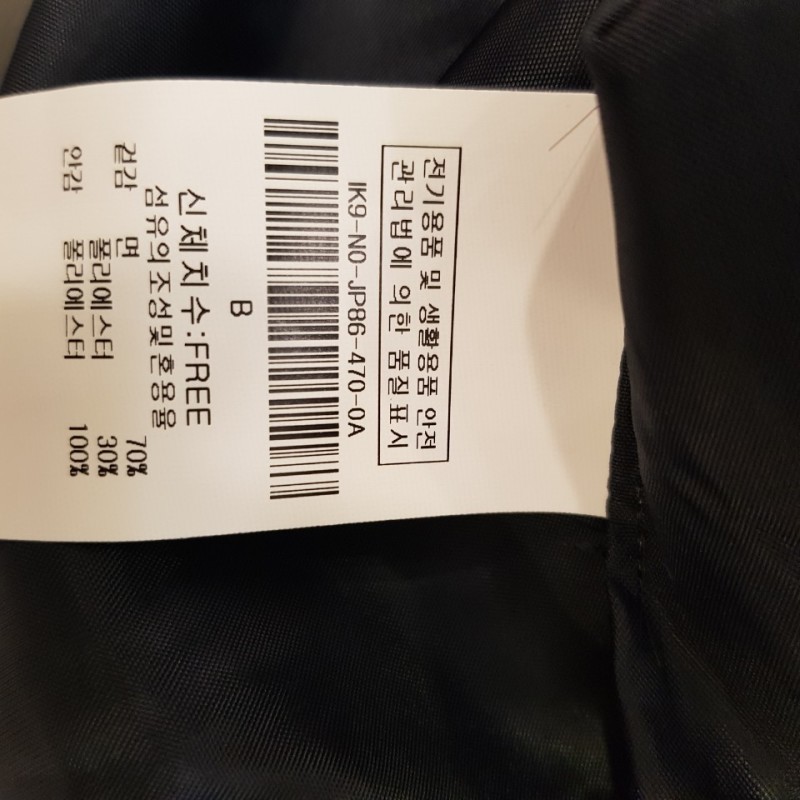 전기용품 및 생활용품 안전
관리법에 의한 품질표시
IK9-N0-JP86-470-0A
B
신체치수:FREE
섬유의조성및혼용율
겉감 면 70%
폴리에스터 30%
안감 폴리에스터 100%